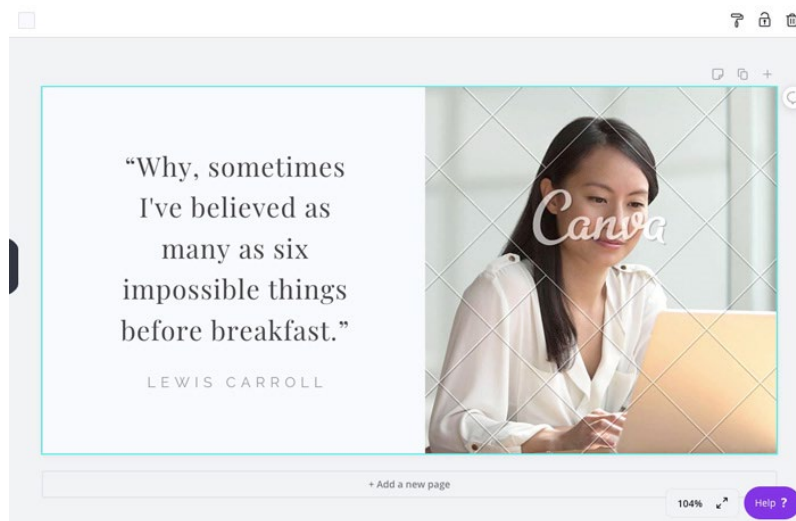 “Why, sometimes
I've believed as
many as six
impossible things
before breakfast.”
LEWIS CARROLL
Canva
+ Add a new page
104%
Help ?